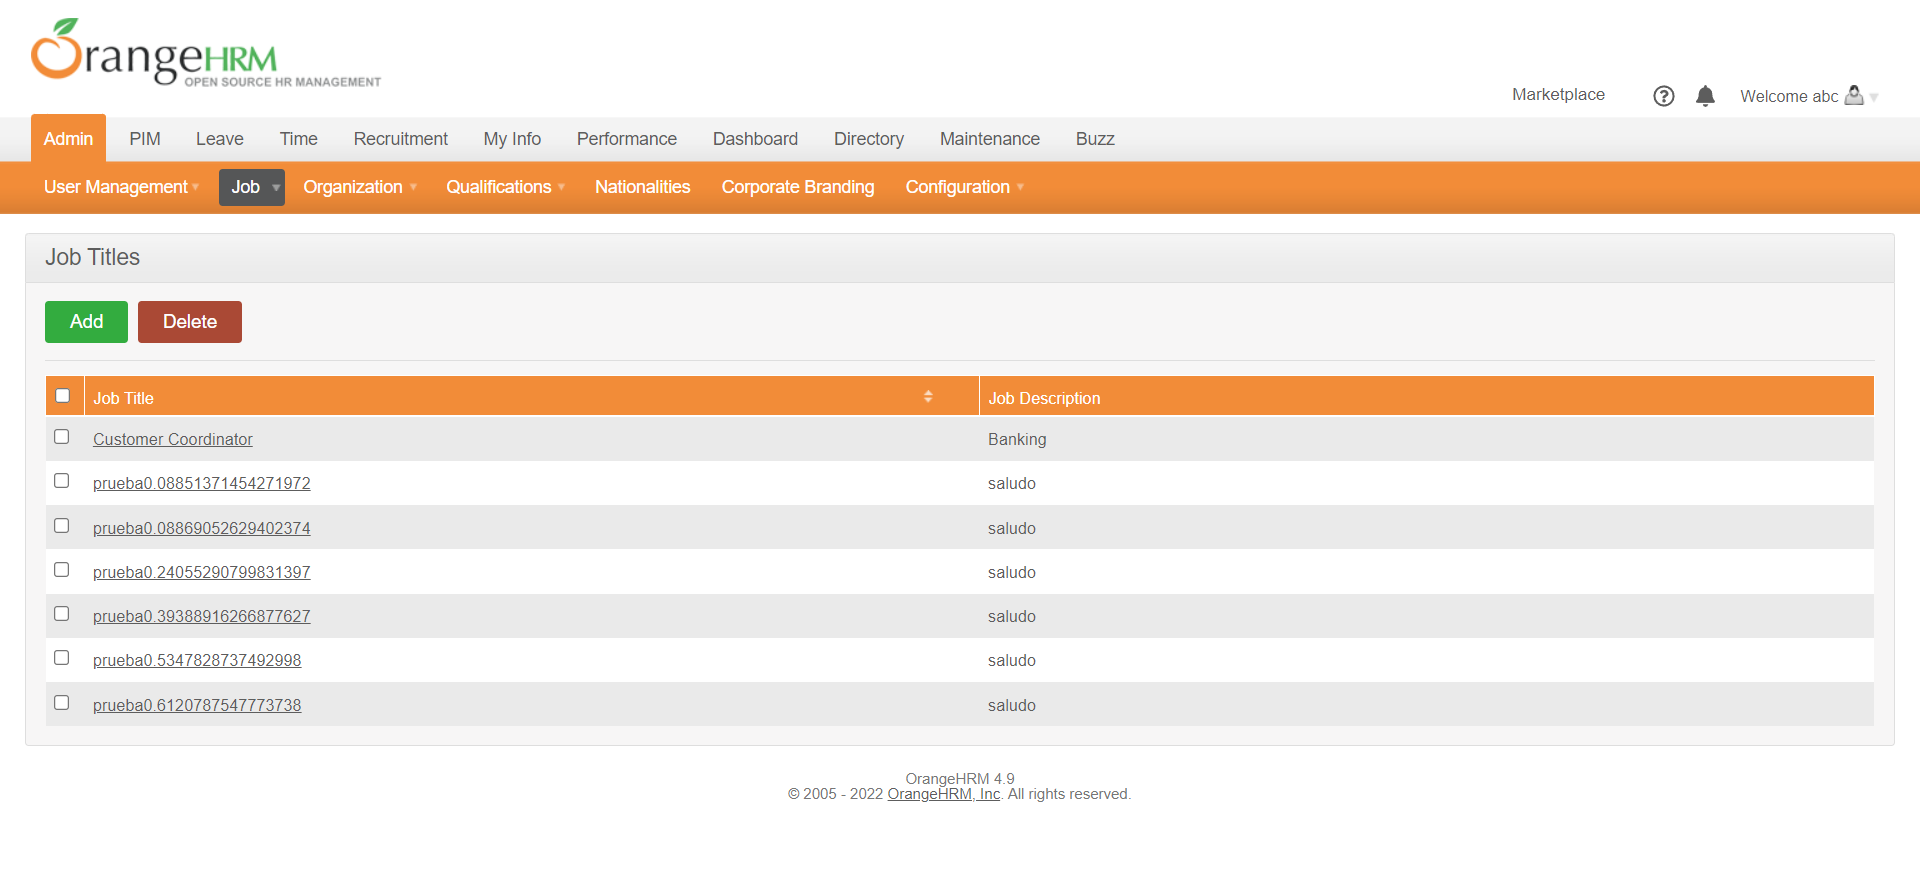 OrangeHRM
OPEN SOURCE HR MANAGEMENT
Marketplace ? Welcome abc
Admin PIM Leave Time Recruitment My Info Performance Dashboard Directory Maintenance Buzz
User Management Job Organization Qualifications Nationalities Corporate Branding Configuration
Job Titles
Add Delete
Job Title Job Description
Customer Coordinator Banking
prueba0.08851371454271972 saludo
prueba0.08869052629402374 saludo
prueba0.24055290799831397 saludo
prueba0.39388916266877627 saludo
prueba0.5347828737492998 saludo
prueba0.6120787547773738 saludo
OrangeHRM 4.9
© 2005 - 2022 OrangeHRM, Inc. All rights reserved.